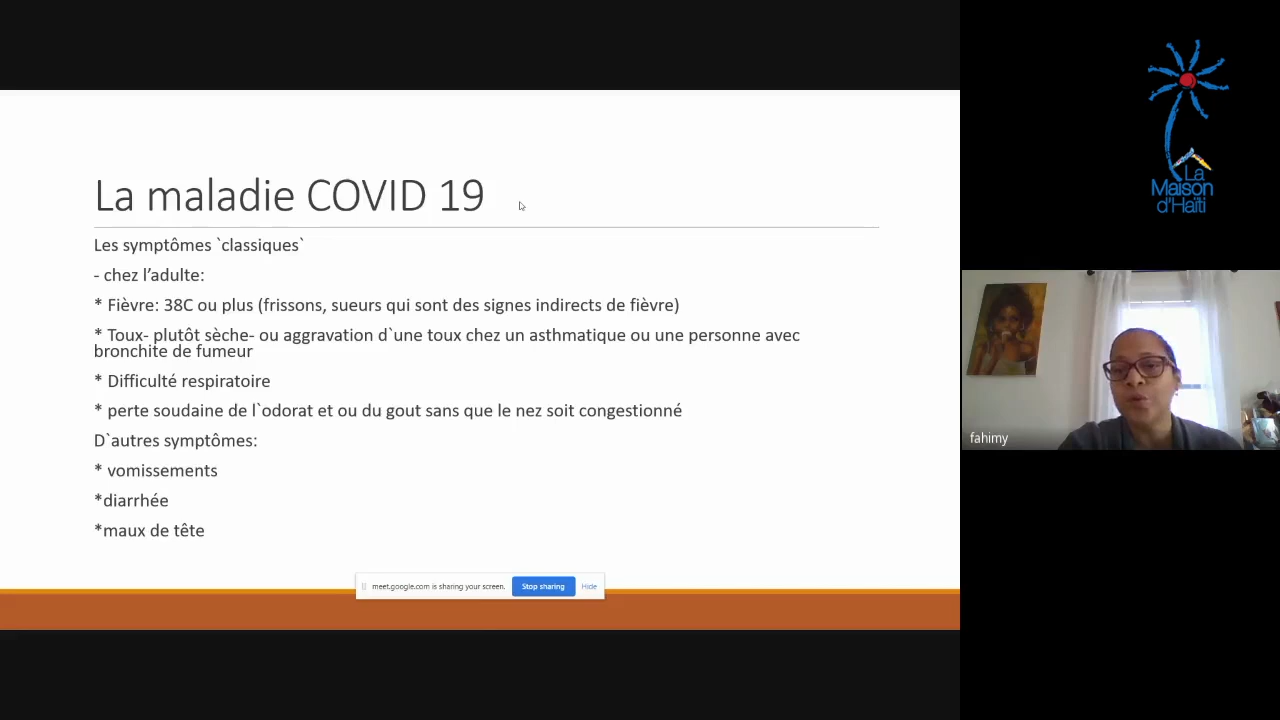 La maladie COVID 19
Les symptômes `classiques`
- chez l’adulte:
* Fièvre: 38C ou plus (frissons, sueurs qui sont des signes indirects de fièvre)
* Toux- plutôt sèche- ou aggravation d`une toux chez un asthmatique ou une personne avec
bronchite de fumeur
* Difficulté respiratoire
* perte soudaine de l`odorat et ou du gout sans que le nez soit congestionné
D`autres symptômes:
* vomissements
*diarrhée
*maux de tête
meet.google.com is sharing your screen.
Stop sharing
Hide
La
Maison
d'Haïti
fahimy